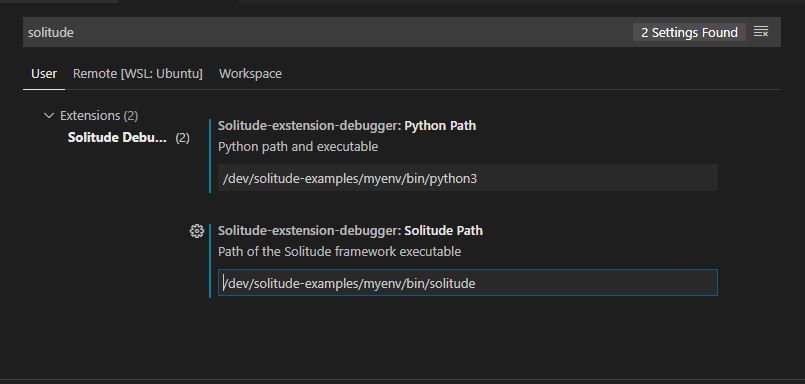 solitude
2 Settings Found
User Remote [WSL: Ubuntu] Workspace
Extensions (2)
Solitude Debu... (2)
Solitude-exstension-debugger: Python Path
Python path and executable
/dev/solitude-examples/myenv/bin/python3
Solitude-exstension-debugger: Solitude Path
Path of the Solitude framework executable
/dev/solitude-examples/myenv/bin/solitude